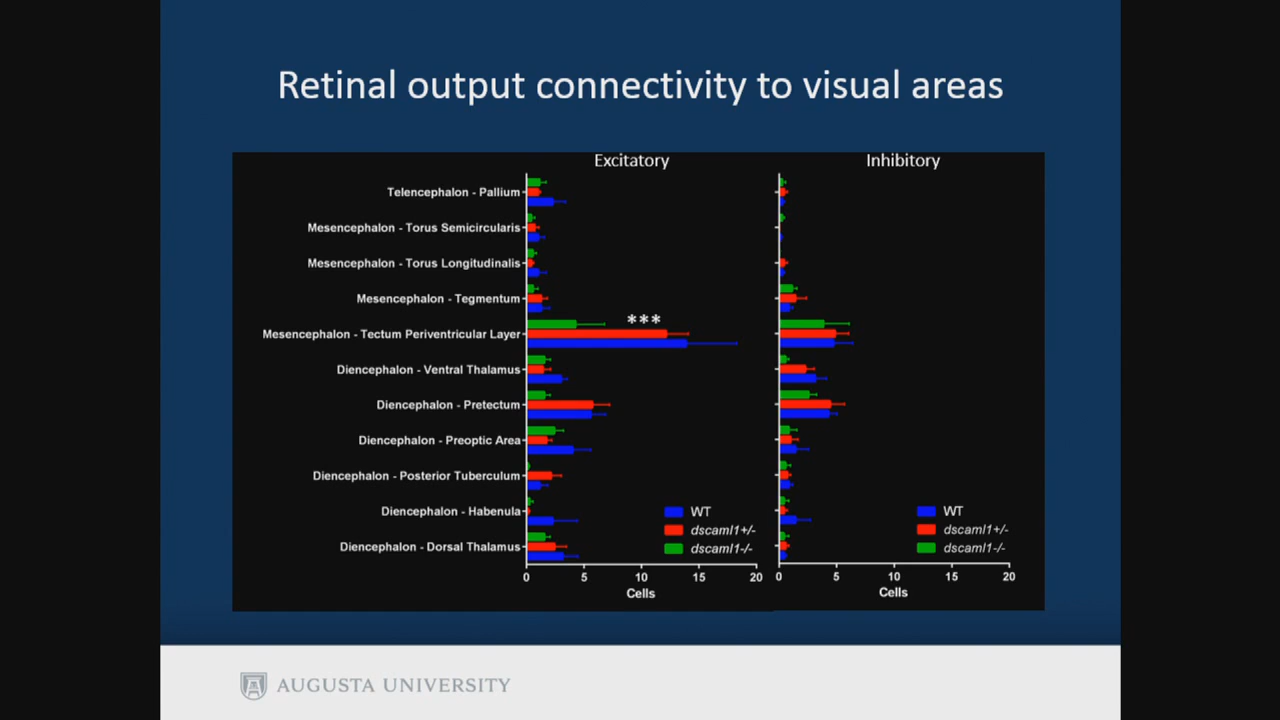 Retinal output connectivity to visual areas
Excitatory
Inhibitory
Telencephalon - Pallium
Mesencephalon - Torus Semicircularis
Mesencephalon - Torus Longitudinalis
Mesencephalon - Tegmentum
***
Mesencephalon - Tectum Periventricular Layer
Diencephalon - Ventral Thalamus
Diencephalon - Pretectum
Diencephalon - Preoptic Area
Diencephalon - Posterior Tuberculum
Diencephalon - Habenula
Diencephalon - Dorsal Thalamus
WT
dscaml1+/-
dscaml1-/-
0 5 10 15 20
Cells
WT
dscaml1+/-
dscaml1-/-
0 5 10 15 20
Cells
AUGUSTA UNIVERSITY